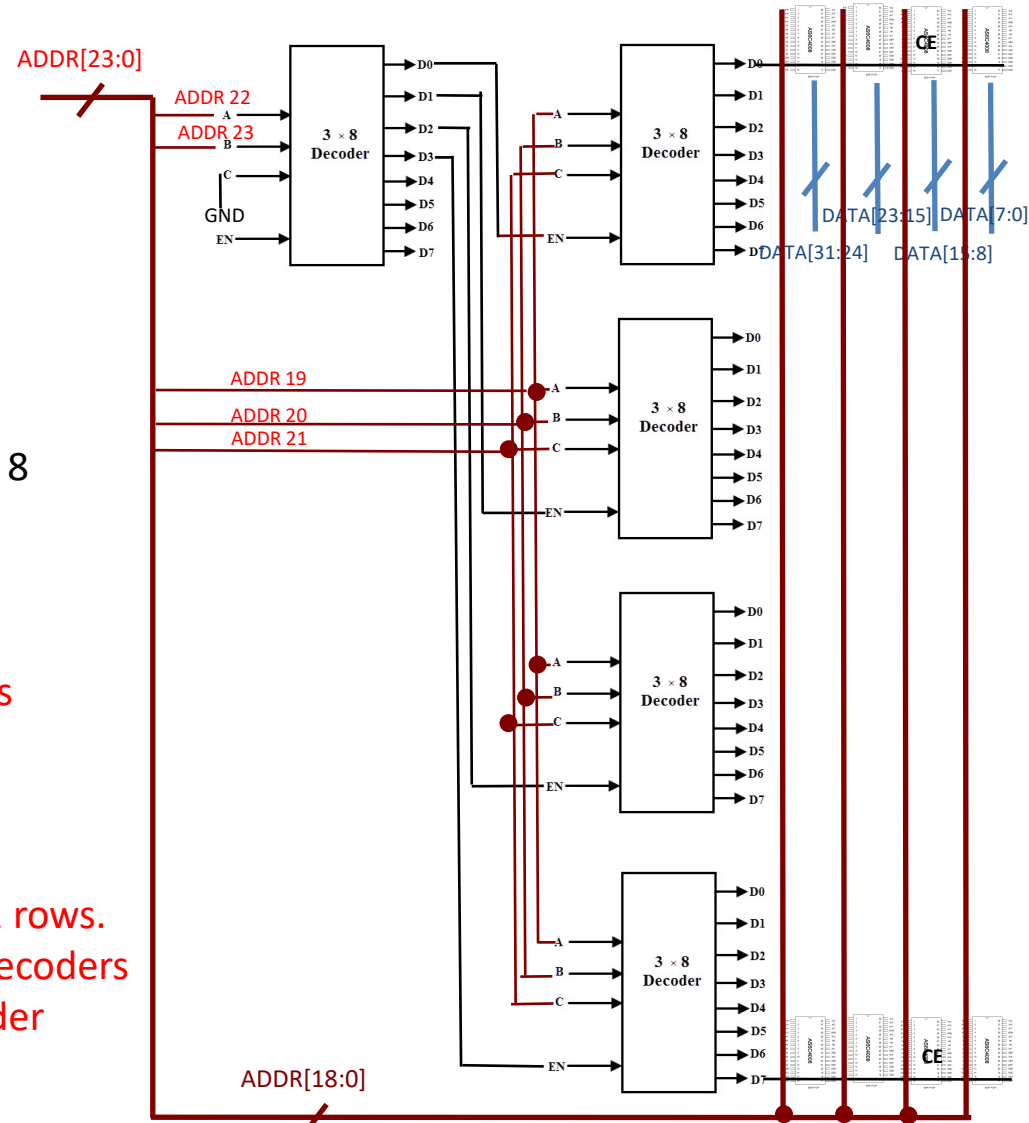 ADDR[23:0]
ADDR 22
ADDR 23
A
B
C
GND
EN
3 × 8
Decoder
D0
D1
D2
D3
D4
D5
D6
D7
A
B
C
EN
3 × 8
Decoder
D0
D1
D2
D3
D4
D5
D6
D7
CE
DATA[31:24]
DATA[23:15]
DATA[15:8]
DATA[7:0]
ADDR 19
ADDR 20
ADDR 21
A
B
C
EN
3 × 8
Decoder
D0
D1
D2
D3
D4
D5
D6
D7
8
A
B
C
EN
3 × 8
Decoder
D0
D1
D2
D3
D4
D5
D6
D7
s
rows.
ecoders
der
A
B
C
EN
3 × 8
Decoder
D0
D1
D2
D3
D4
D5
D6
D7
CE
ADDR[18:0]